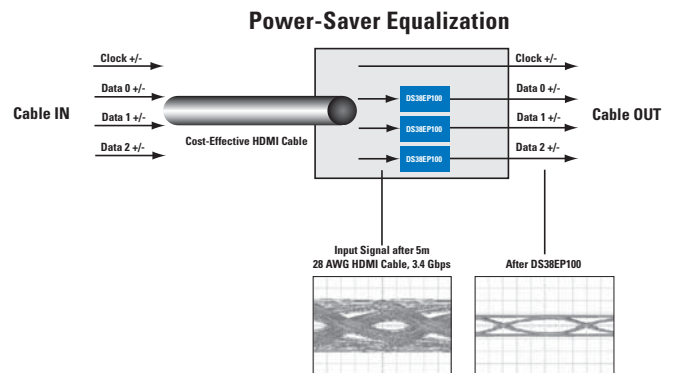 Power-Saver Equalization
Clock +/-
Data 0 +/-
Cable IN
Data 1 +/-
Data 2 +/-
Cost-Effective HDMI Cable
DS38EP100
DS38EP100
DS38EP100
Clock +/-
Data 0 +/-
Data 1 +/-
Cable OUT
Data 2 +/-
Input Signal after 5m
28 AWG HDMI Cable, 3.4 Gbps
After DS38EP100